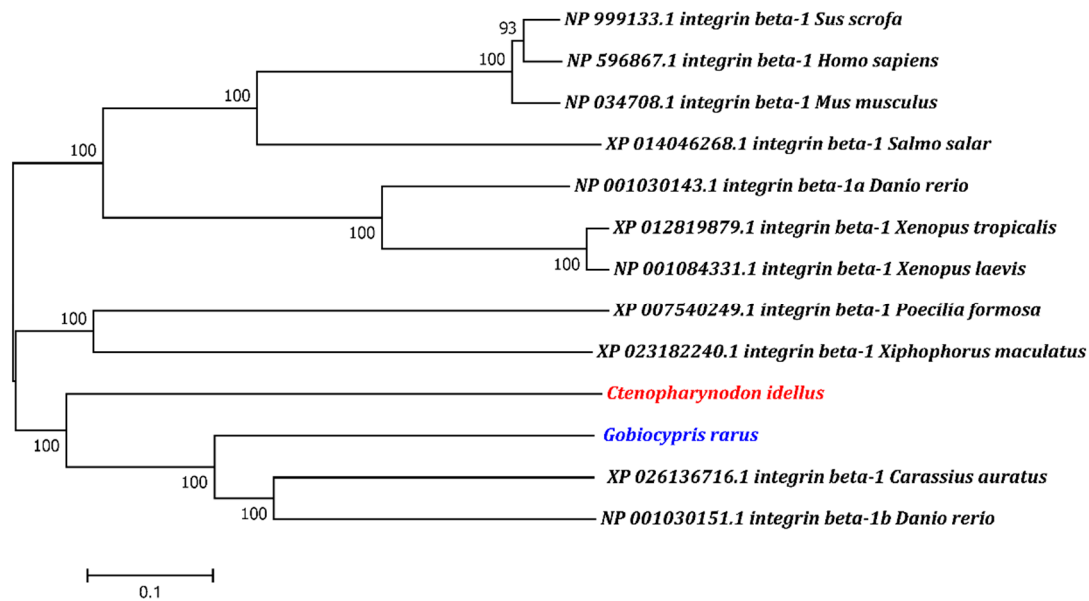 NP 999133.1 integrin beta-1 Sus scrofa
93
NP 596867.1 integrin beta-1 Homo sapiens
100
NP 034708.1 integrin beta-1 Mus musculus
100
XP 014046268.1 integrin beta-1 Salmo salar
100
NP 001030143.1 integrin beta-1a Danio rerio
XP 012819879.1 integrin beta-1 Xenopus tropicalis
100
100
NP 001084331.1 integrin beta-1 Xenopus laevis
XP 007540249.1 integrin beta-1 Poecilia formosa
100
XP 023182240.1 integrin beta-1 Xiphophorus maculatus
Ctenopharynodon idellus
100
Gobiocypris rarus
100
XP 026136716.1 integrin beta-1 Carassius auratus
100
NP 001030151.1 integrin beta-1b Danio rerio
0.1